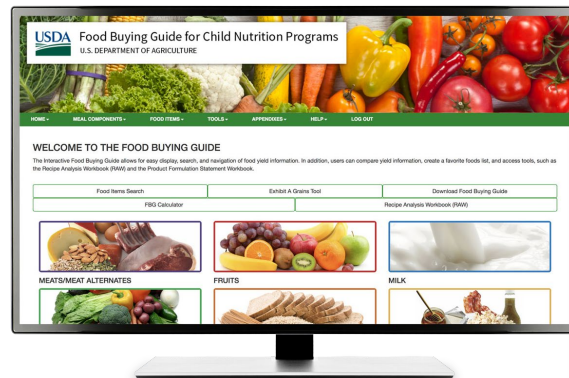 USDA
Food Buying Guide for Child Nutrition Programs
U.S. DEPARTMENT OF AGRICULTURE
HOME
MEAL COMPONENTS
FOOD ITEMS
TOOLS
APPENDIXES
HELP
LOG OUT
WELCOME TO THE FOOD BUYING GUIDE
The Interactive Food Buying Guide allows for easy display, search, and navigation of food yield information. In addition, users can compare yield information, create a favorite foods list, and access tools, such as
the Recipe Analysis Workbook (RAW) and the Product Formulation Statement Workbook.
Food Items Search
Exhibit A Grains Tool
Download Food Buying Guide
FBG Calculator
Recipe Analysis Workbook (RAW)
MEATS/MEAT ALTERNATES
FRUITS
MILK